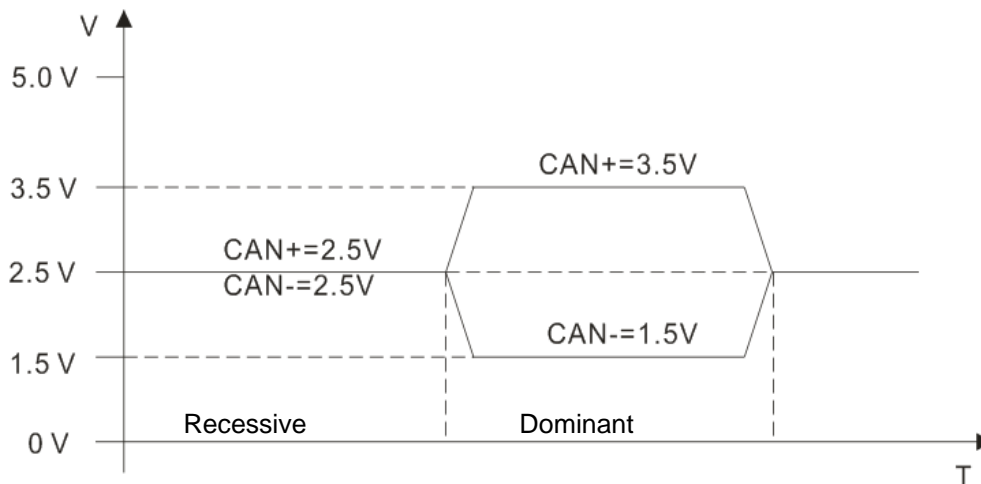 V
5.0 V
CAN+=3.5V
3.5 V
CAN+=2.5V
2.5 V
CAN-=2.5V
CAN-=1.5V
1.5 V
Recessive
Dominant
0 V
T